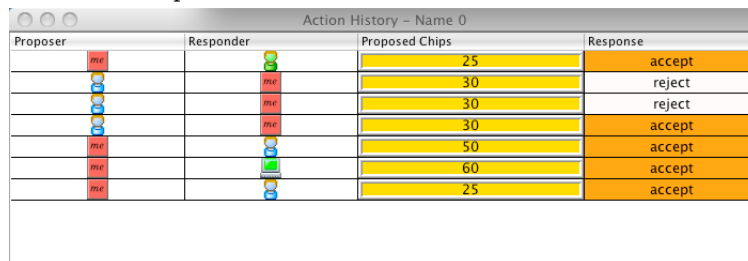 Action History - Name 0
Proposer Responder Proposed Chips Response
me 25 accept
me 30 reject
me 30 reject
me 30 accept
me 50 accept
me 60 accept
me 25 accept